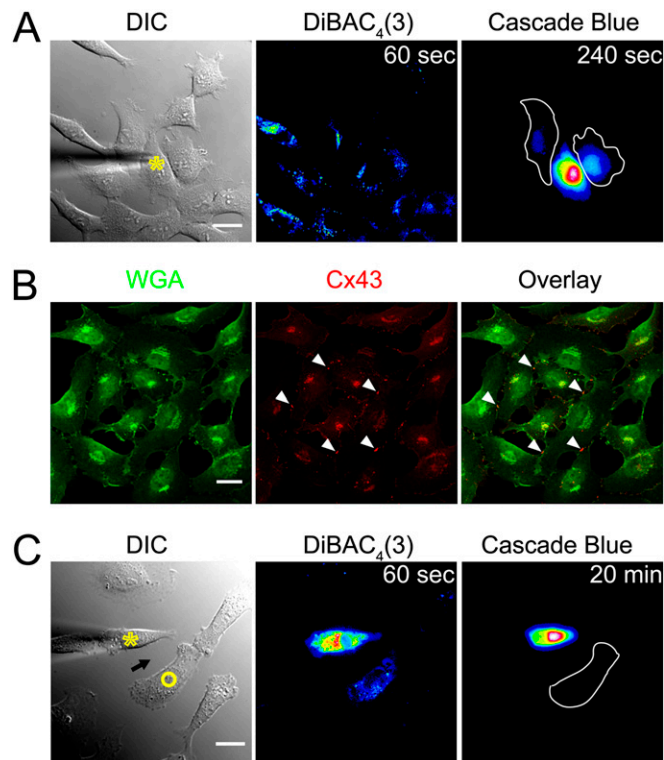 A
DIC
DiBAC₄(3)
Cascade Blue
60 sec
240 sec
*
B
WGA
Cx43
Overlay
C
DIC
DiBAC₄(3)
Cascade Blue
60 sec
20 min
*